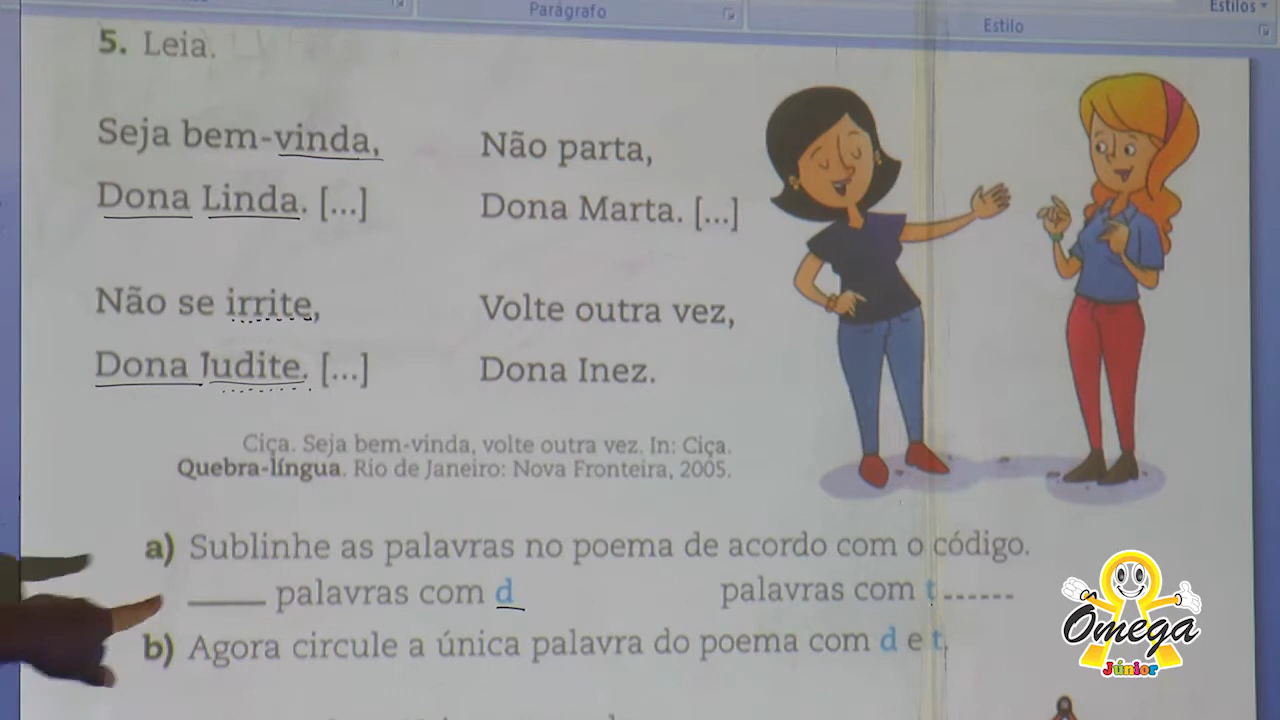 Parágrafo
Estilos
Estilo
5. Leia.
Seja bem-vinda,
Dona Linda. [...]
Não se irrite,
Dona Judite. [...]
Não parta,
Dona Marta. [...]
Volte outra vez,
Dona Inez.
Ciça. Seja bem-vinda, volte outra vez. In: Ciça.
Quebra-língua. Rio de Janeiro: Nova Fronteira, 2005.
a) Sublinhe as palavras no poema de acordo com o código.
_____ palavras com d palavras com t ------
b) Agora circule a única palavra do poema com d e t.
Ômega
Júnior